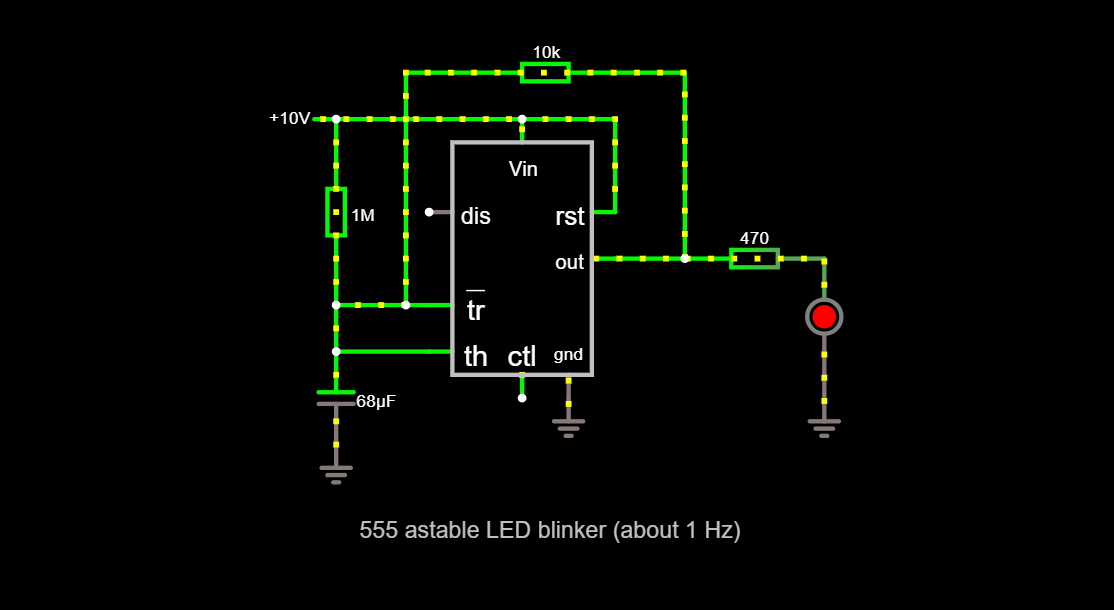 10k
+10V
Vin
1M
dis
rst
470
out
tr
th
ctl
gnd
68μF
555 astable LED blinker (about 1 Hz)